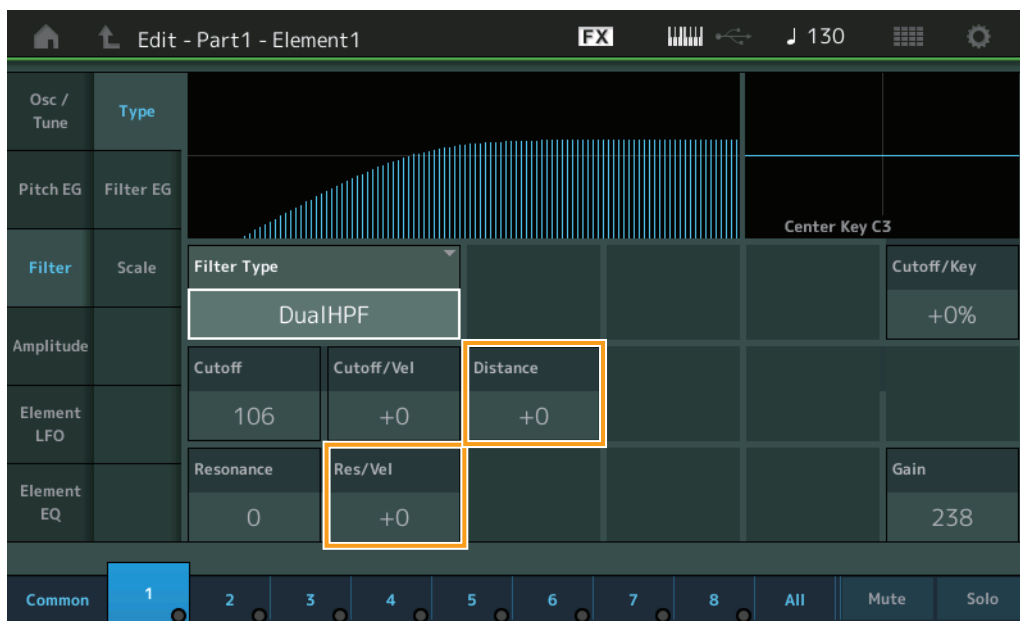 Edit - Part1 - Element1 FX ♩ 130
Osc / Tune
Type
Pitch EG
Filter EG
Center Key C3
Filter
Scale
Filter Type
DualHPF
Cutoff/Key
+0%
Amplitude
Cutoff
106
Cutoff/Vel
+0
Distance
+0
Element LFO
Resonance
0
Res/Vel
+0
Gain
238
Element EQ
Common 1 2 3 4 5 6 7 8 All Mute Solo